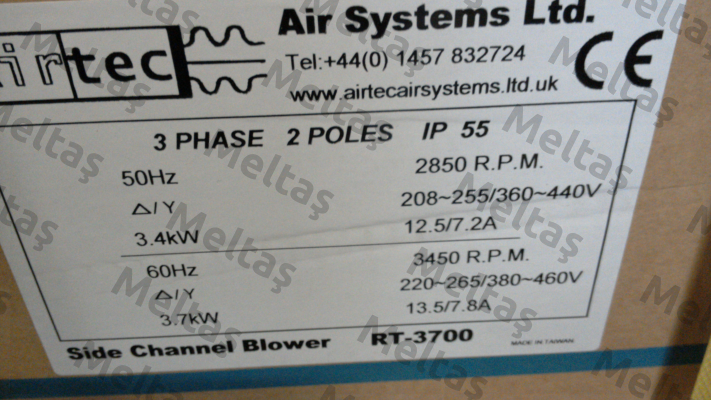 Air Systems Ltd.
airtec
Tel:+44(0) 1457 832724
www.airtecairsystems.ltd.uk
CE
3 PHASE 2 POLES IP 55
50Hz 2850 R.P.M.
Δ/Y 208~255/360~440V
3.4kW 12.5/7.2A
60Hz 3450 R.P.M.
Δ/Y 220~265/380~460V
3.7kW 13.5/7.8A
Side Channel Blower RT-3700
MADE IN TAIWAN
Meltaş